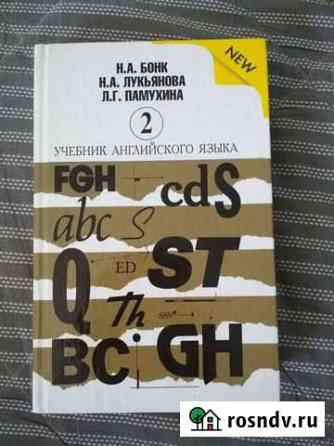 NEW
Н.А. БОНК
Н.А. ЛУКЬЯНОВА
Л.Г. ПАМУХИНА
2
УЧЕБНИК АНГЛИЙСКОГО ЯЗЫКА
FGH
cdS
abc S
ED
ST
Q
Th
BC
GH
rosndv.ru